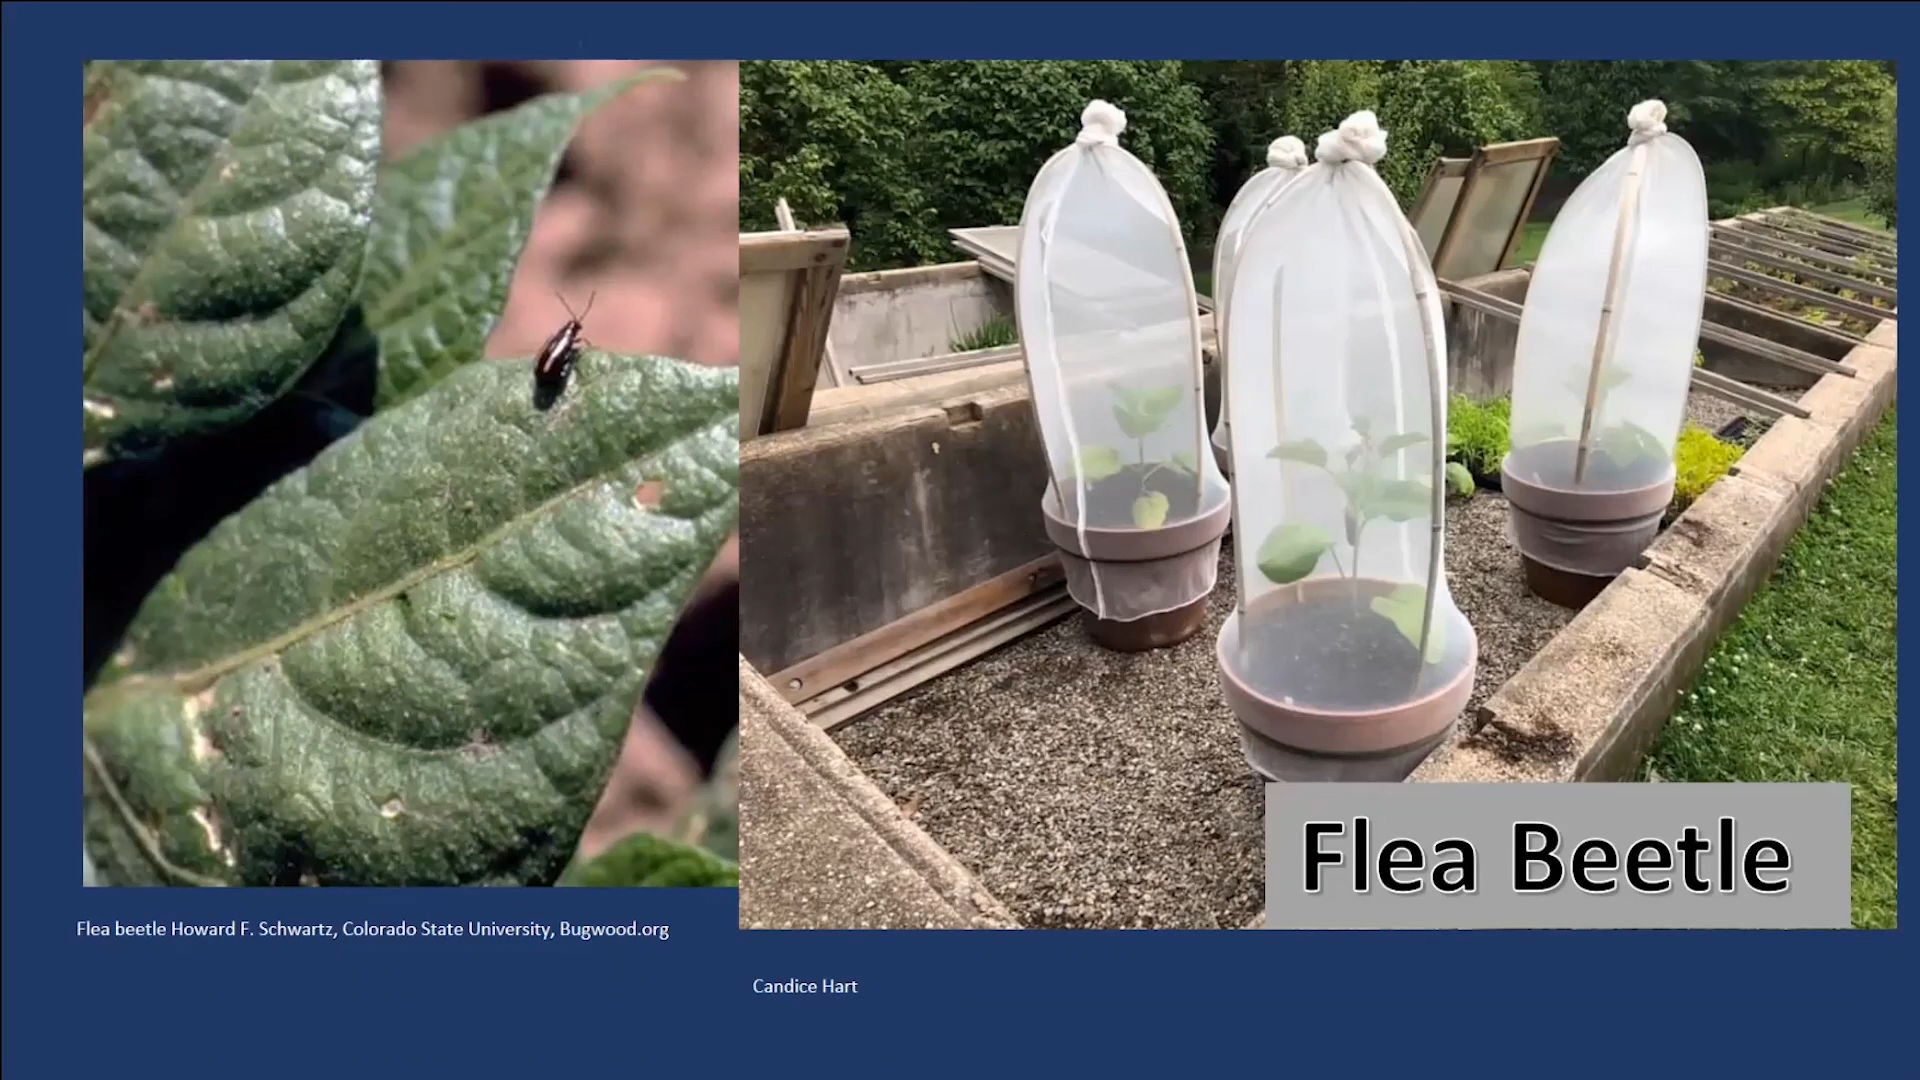 Flea Beetle
Flea beetle Howard F. Schwartz, Colorado State University, Bugwood.org
Candice Hart